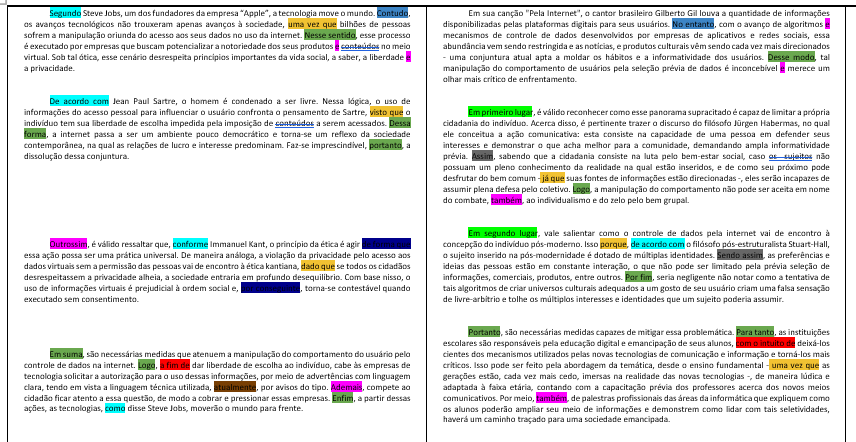 Segundo Steve Jobs, um dos fundadores da empresa “Apple”, a tecnologia move o mundo. Contudo,
os avanços tecnológicos não trouxeram apenas avanços à sociedade, uma vez que bilhões de pessoas
sofrem a manipulação oriunda do acesso aos seus dados no uso da internet. Nesse sentido, esse processo
é executado por empresas que buscam potencializar a notoriedade dos seus produtos e conteúdos no meio
virtual. Sob tal ótica, esse cenário desrespeita princípios importantes da vida social, a saber, a liberdade e
a privacidade.
De acordo com Jean Paul Sartre, o homem é condenado a ser livre. Nessa lógica, o uso de
informações do acesso pessoal para influenciar o usuário confronta o pensamento de Sartre, visto que o
indivíduo tem sua liberdade de escolha impedida pela imposição de conteúdos a serem acessados. Dessa
forma, a internet passa a ser um ambiente pouco democrático e torna-se um reflexo da sociedade
contemporânea, na qual as relações de lucro e interesse predominam. Faz-se imprescindível, portanto, a
dissolução dessa conjuntura.
Outrossim, é válido ressaltar que, conforme Immanuel Kant, o princípio da ética é agir
essa ação possa ser uma prática universal. De maneira análoga, a violação da privacidade pelo acesso aos
dados virtuais sem a permissão das pessoas vai de encontro à ética kantiana, dado que se todos os cidadãos
desrespeitassem a privacidade alheia, a sociedade entraria em profundo desequilíbrio. Com base nisso, o
uso de informações virtuais é prejudicial à ordem social e, torna-se contestável quando
executado sem consentimento.
Em suma, são necessárias medidas que atenuem a manipulação do comportamento do usuário pelo
controle de dados na internet. Logo, a fim de dar liberdade de escolha ao indivíduo, cabe às empresas de
tecnologia solicitar a autorização para o uso dessas informações, por meio de advertências com linguagem
clara, tendo em vista a linguagem técnica utilizada, atualmente, por avisos do tipo. Ademais, compete ao
cidadão ficar atento a essa questão, de modo a cobrar e pressionar essas empresas. Enfim, a partir dessas
ações, as tecnologias, como disse Steve Jobs, moverão o mundo para frente.
Em sua canção “Pela Internet”, o cantor brasileiro Gilberto Gil louva a quantidade de informações
disponibilizadas pelas plataformas digitais para seus usuários. No entanto, com o avanço de algoritmos e
mecanismos de controle de dados desenvolvidos por empresas de aplicativos e redes sociais, essa
abundância vem sendo restringida e as notícias, e produtos culturais vêm sendo cada vez mais direcionados
- uma conjuntura atual apta a moldar os hábitos e a informatividade dos usuários. Desse modo, tal
manipulação do comportamento de usuários pela seleção prévia de dados é inconcebível e merece um
olhar mais crítico de enfrentamento.
Em primeiro lugar, é válido reconhecer como esse panorama supracitado é capaz de limitar a própria
cidadania do indivíduo. Acerca disso, é pertinente trazer o discurso do filósofo Jürgen Habermas, no qual
ele conceitua a ação comunicativa: esta consiste na capacidade de uma pessoa em defender seus
interesses e demonstrar o que acha melhor para a comunidade, demandando ampla informatividade
prévia. Assim, sabendo que a cidadania consiste na luta pelo bem-estar social, caso os sujeitos não
possuam um pleno conhecimento da realidade na qual estão inseridos, e de como seu próximo pode
desfrutar do bem comum - já que suas fontes de informações estão direcionadas -, eles serão incapazes de
assumir plena defesa pelo coletivo. Logo, a manipulação do comportamento não pode ser aceita em nome
do combate, também, ao individualismo e do zelo pelo bem grupal.
Em segundo lugar, vale salientar como o controle de dados pela internet vai de encontro à
concepção do indivíduo pós-moderno. Isso porque, de acordo com o filósofo pós-estruturalista Stuart-Hall,
o sujeito inserido na pós-modernidade é dotado de múltiplas identidades. Sendo assim, as preferências e
ideias das pessoas estão em constante interação, o que não pode ser limitado pela prévia seleção de
informações, comerciais, produtos, entre outros. Por fim, seria negligente não notar como a tentativa de
tais algoritmos de criar universos culturais adequados a um gosto de seu usuário criam uma falsa sensação
de livre-arbítrio e tolhe os múltiplos interesses e identidades que um sujeito poderia assumir.
Portanto, são necessárias medidas capazes de mitigar essa problemática. Para tanto, as instituições
escolares são responsáveis pela educação digital e emancipação de seus alunos, com o intuito de deixá-los
cientes dos mecanismos utilizados pelas novas tecnologias de comunicação e informação e torná-los mais
críticos. Isso pode ser feito pela abordagem da temática, desde o ensino fundamental - uma vez que as
gerações estão, cada vez mais cedo, imersas na realidade das novas tecnologias -, de maneira lúdica e
adaptada à faixa etária, contando com a capacitação prévia dos professores acerca dos novos meios
comunicativos. Por meio, também, de palestras profissionais das áreas da informática que expliquem como
os alunos poderão ampliar seu meio de informações e demonstrem como lidar com tais seletividades,
haverá um caminho traçado para uma sociedade emancipada.